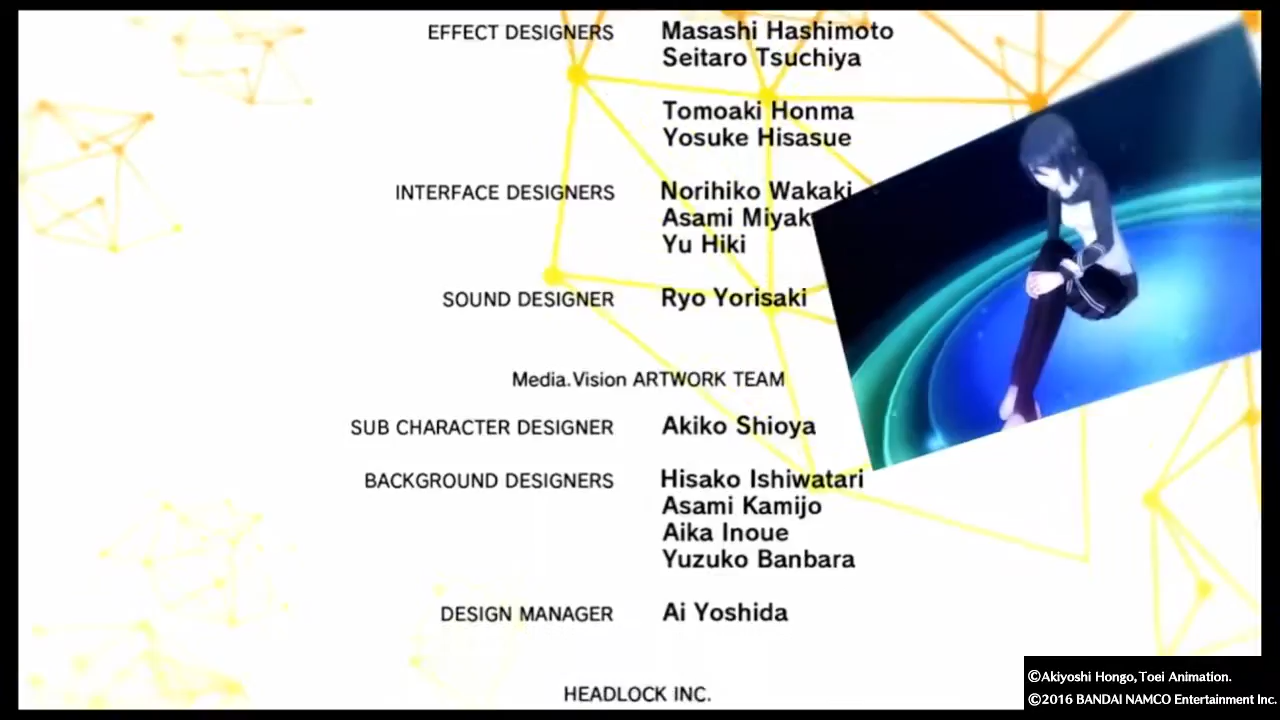 EFFECT DESIGNERS Masashi Hashimoto
Seitaro Tsuchiya
Tomoaki Honma
Yosuke Hisasue
INTERFACE DESIGNERS Norihiko Wakaki
Asami Miyak
Yu Hiki
SOUND DESIGNER Ryo Yorisaki
Media.Vision ARTWORK TEAM
SUB CHARACTER DESIGNER Akiko Shioya
BACKGROUND DESIGNERS Hisako Ishiwatari
Asami Kamijo
Aika Inoue
Yuzuko Banbara
DESIGN MANAGER Ai Yoshida
HEADLOCK INC.
©Akiyoshi Hongo, Toei Animation.
©2016 BANDAI NAMCO Entertainment Inc.